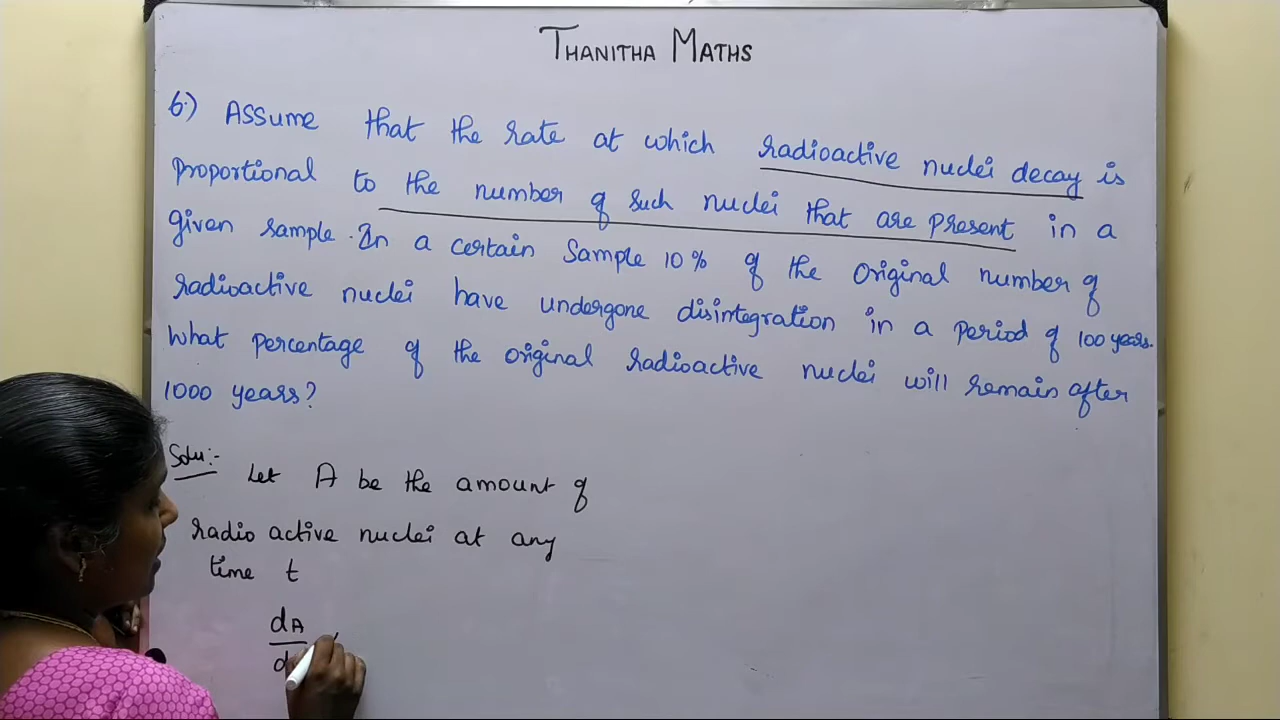 THANITHA MATHS
6.) Assume that the rate at which radioactive nuclei decay is
proportional to the number of such nuclei that are present in a
given sample. In a certain sample 10% of the original number of
radioactive nuclei have undergone disintegration in a period of 100 years.
what percentage of the original radioactive nuclei will remain after
1000 years?
Solu:-
Let A be the amount of
radio active nuclei at any
time t
dA